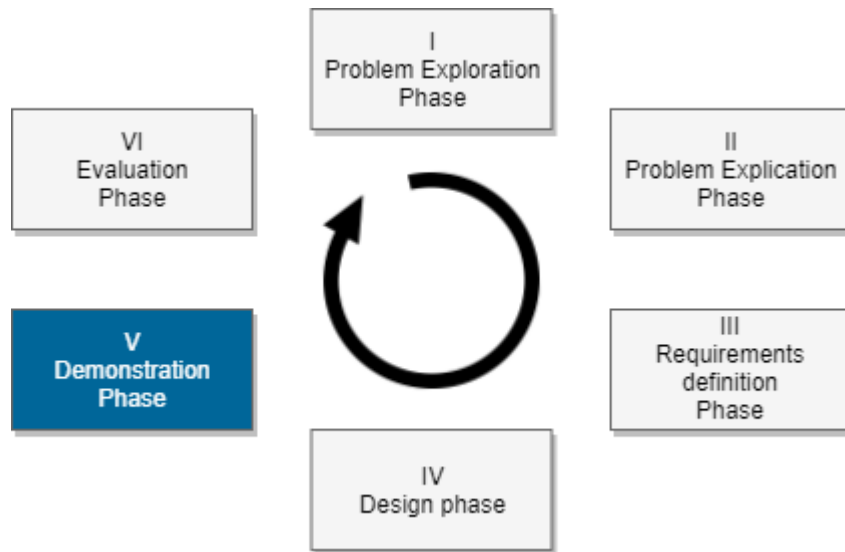 I
Problem Exploration
Phase
II
Problem Explication
Phase
III
Requirements
definition
Phase
IV
Design phase
V
Demonstration
Phase
VI
Evaluation
Phase